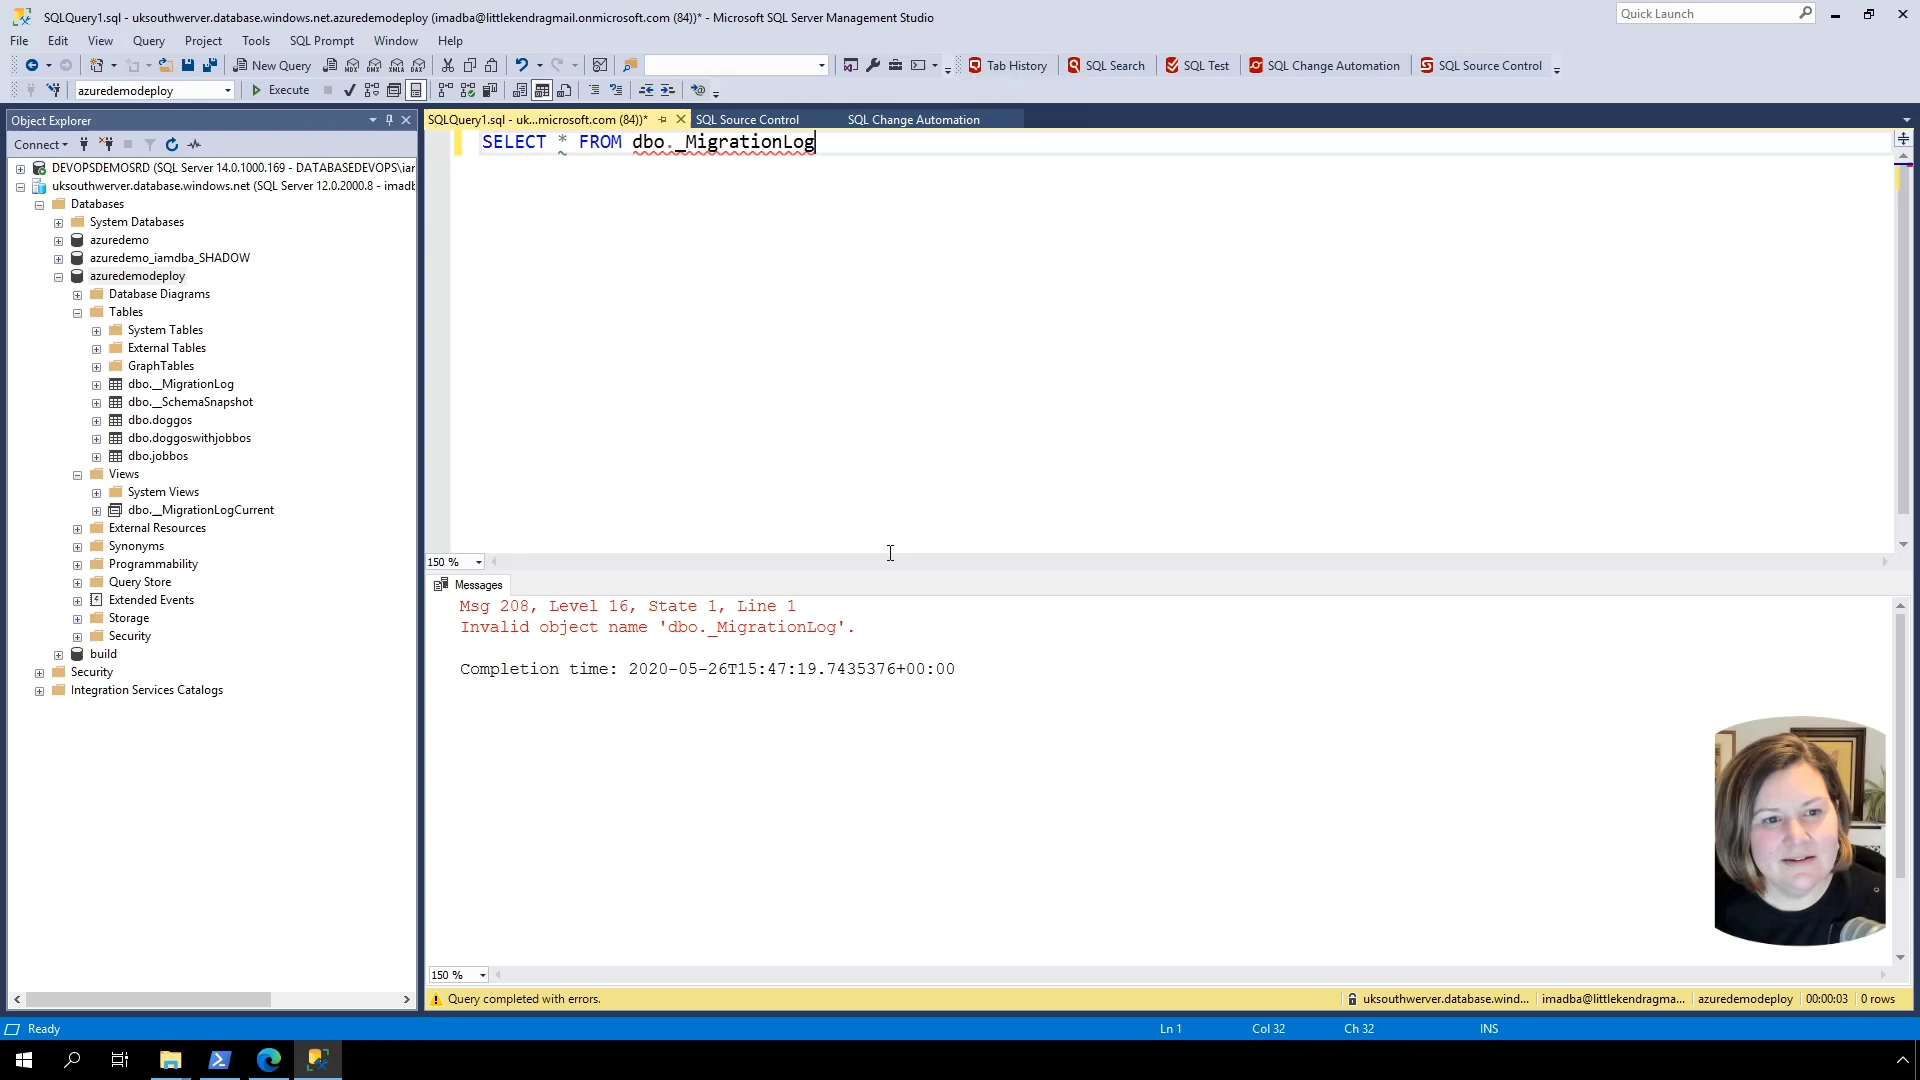 SQLQuery1.sql - uksouthwerver.database.windows.net.azuredemodeploy (imadba@littlekendragmail.onmicrosoft.com (84))* - Microsoft SQL Server Management Studio
Quick Launch
File Edit View Query Project Tools SQL Prompt Window Help
New Query MDX DMX XMLA DAX Tab History SQL Search SQL Test SQL Change Automation SQL Source Control
azuredemodeploy Execute
Object Explorer
SQLQuery1.sql - uk...microsoft.com (84))* SQL Source Control SQL Change Automation
Connect
SELECT * FROM dbo._MigrationLog
DEVOPSDEMOSRD (SQL Server 14.0.1000.169 - DATABASEDEVOPS\iar
uksouthwerver.database.windows.net (SQL Server 12.0.2000.8 - imadb
Databases
System Databases
azuredemo
azuredemo_iamdba_SHADOW
azuredemodeploy
Database Diagrams
Tables
System Tables
External Tables
GraphTables
dbo.__MigrationLog
dbo.__SchemaSnapshot
dbo.doggos
dbo.doggoswithjobbos
dbo.jobbos
Views
System Views
dbo.__MigrationLogCurrent
External Resources
Synonyms
Programmability
Query Store
Extended Events
Storage
Security
build
Security
Integration Services Catalogs
150 %
Messages
Msg 208, Level 16, State 1, Line 1
Invalid object name 'dbo._MigrationLog'.
Completion time: 2020-05-26T15:47:19.7435376+00:00
150 %
Query completed with errors. uksouthwerver.database.wind... imadba@littlekendragma... azuredemodeploy 00:00:03 0 rows
Ready Ln 1 Col 32 Ch 32 INS